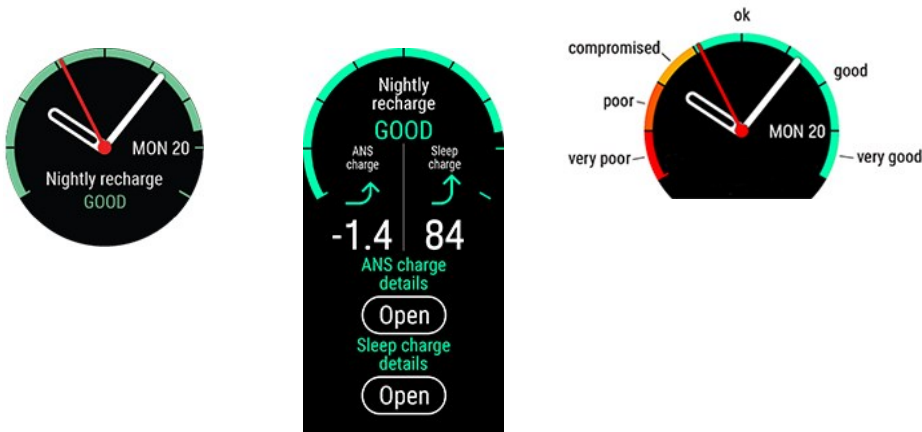 MON 20
Nightly recharge
GOOD
Nightly
recharge
GOOD
ANS
charge
Sleep
charge
-1.4
84
ANS charge
details
Open
Sleep charge
details
Open
ok
compromised
good
poor
MON 20
very poor
very good